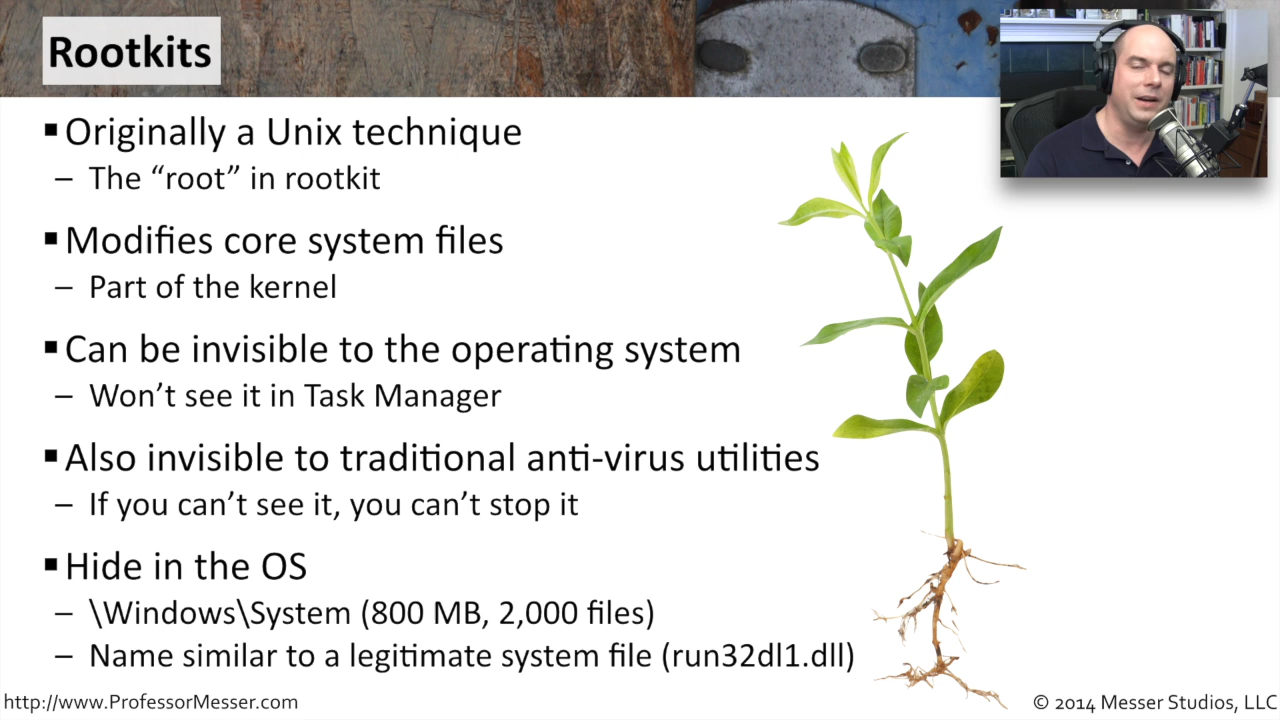 Rootkits
▪ Originally a Unix technique
– The “root” in rootkit
▪ Modifies core system files
– Part of the kernel
▪ Can be invisible to the operating system
– Won’t see it in Task Manager
▪ Also invisible to traditional anti-virus utilities
– If you can’t see it, you can’t stop it
▪ Hide in the OS
– \Windows\System (800 MB, 2,000 files)
– Name similar to a legitimate system file (run32dl1.dll)
http://www.ProfessorMesser.com
© 2014 Messer Studios, LLC